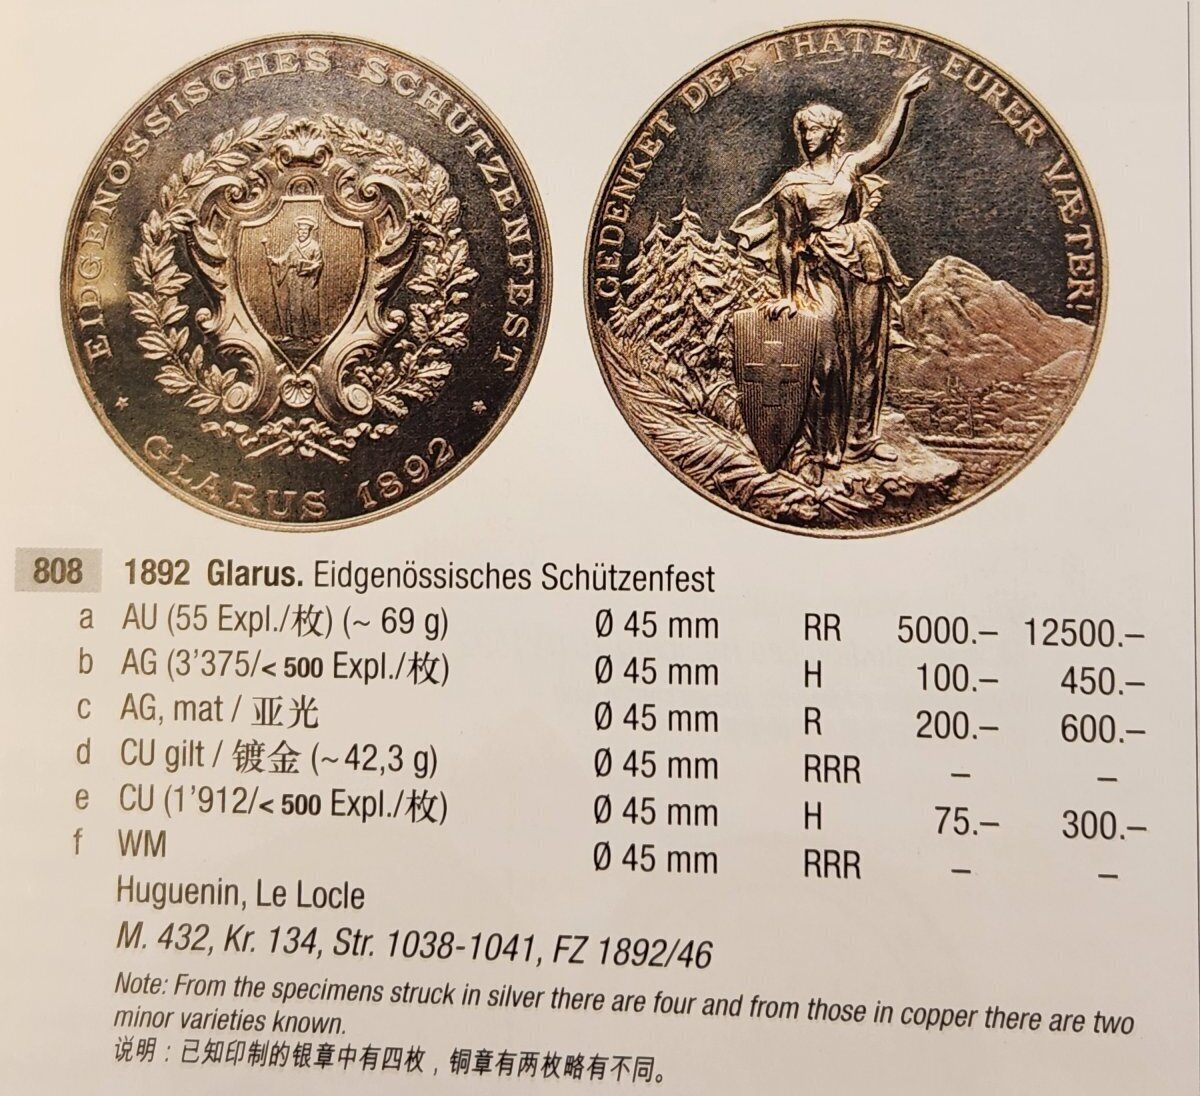 EIDGENÖSSISCHES SCHÜTZENFEST
* GLARUS 1892 *
GEDENKET DER THATEN EURER VÆTER!
808 1892 Glarus. Eidgenössisches Schützenfest
a AU (55 Expl./枚) (~ 69 g) Ø 45 mm RR 5000.– 12500.–
b AG (3'375/< 500 Expl./枚) Ø 45 mm H 100.– 450.–
c AG, mat / 亚光 Ø 45 mm R 200.– 600.–
d CU gilt / 镀金 (~42,3 g) Ø 45 mm RRR – –
e CU (1'912/< 500 Expl./枚) Ø 45 mm H 75.– 300.–
f WM Ø 45 mm RRR – –
Huguenin, Le Locle
M. 432, Kr. 134, Str. 1038-1041, FZ 1892/46
Note: From the specimens struck in silver there are four and from those in copper there are two
minor varieties known.
说明：已知印制的银章中有四枚，铜章有两枚略有不同。